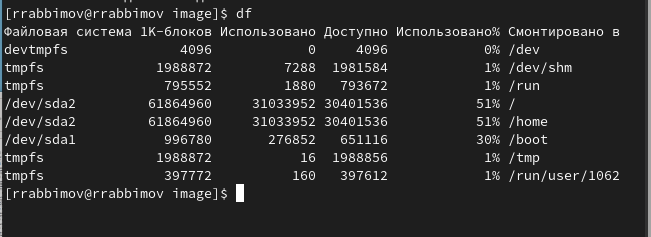 [rrabbimov@rrabbimov image]$ df
Файловая система 1K-блоков Использовано Доступно Использовано% Смонтировано в
devtmpfs 4096 0 4096 0% /dev
tmpfs 1988872 7288 1981584 1% /dev/shm
tmpfs 795552 1880 793672 1% /run
/dev/sda2 61864960 31033952 30401536 51% /
/dev/sda2 61864960 31033952 30401536 51% /home
/dev/sda1 996780 276852 651116 30% /boot
tmpfs 1988872 16 1988856 1% /tmp
tmpfs 397772 160 397612 1% /run/user/1062
[rrabbimov@rrabbimov image]$